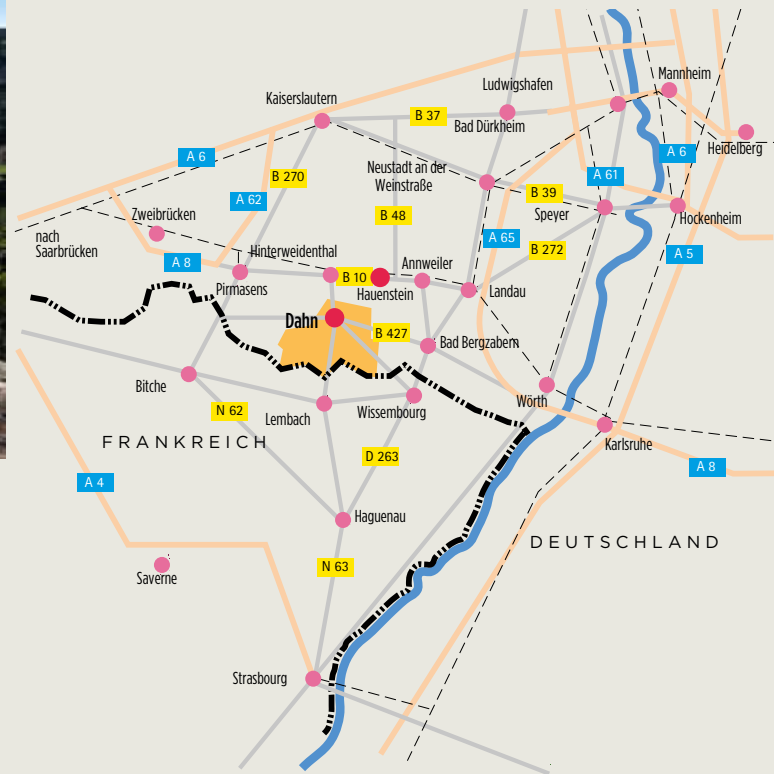 Mannheim
Ludwigshafen
Kaiserslautern
B 37
Bad Dürkheim
Heidelberg
A 6
A 6
Neustadt an der
Weinstraße
B 270
A 61
A 62
B 39
Zweibrücken
B 48
Speyer
Hockenheim
nach
Saarbrücken
A 65
B 272
A 5
Hinterweidenthal
A 8
Annweiler
B 10
Pirmasens
Hauenstein
Landau
Dahn
B 427
Bad Bergzabern
Bitche
Wörth
N 62
Lembach
Wissembourg
Karlsruhe
FRANKREICH
D 263
A 8
A 4
Haguenau
DEUTSCHLAND
N 63
Saverne
Strasbourg